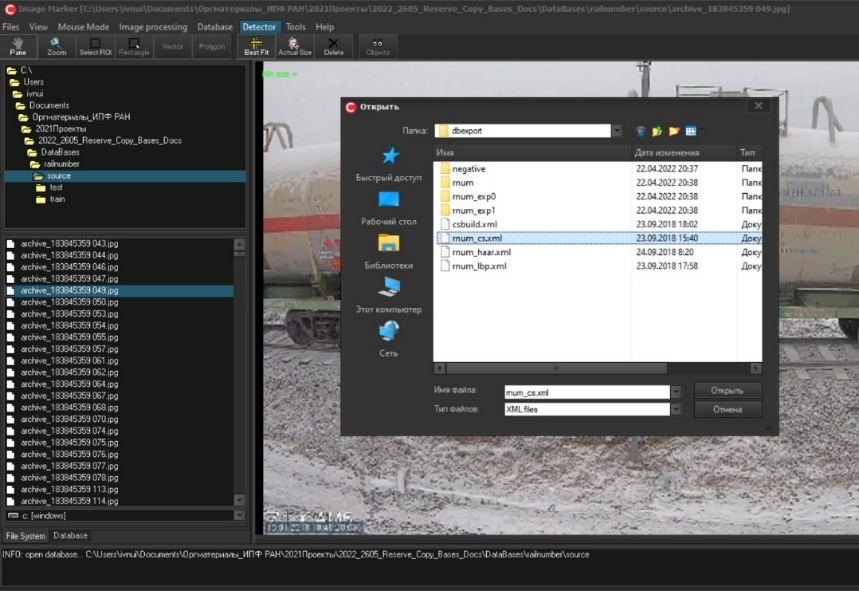 Image Marker [C:\Users\ivnui\Documents\Оргматериалы_ИПФ РАН\2021Проекты\2022_2605_Reserve_Copy_Bases_Docs\DataBases\railnumber\source\archive_183845359 049.jpg]
Files View Mouse Mode Image processing Database Detector Tools Help
Pane Zoom Select ROI Rectangle Vector Polygon Best Fit Actual Size Delete Objects
C:\
Users
ivnui
Documents
Оргматериалы_ИПФ РАН
2021Проекты
2022_2605_Reserve_Copy_Bases_Docs
DataBases
railnumber
source
test
train
archive_183845359 043.jpg
archive_183845359 044.jpg
archive_183845359 046.jpg
archive_183845359 047.jpg
archive_183845359 049.jpg
archive_183845359 050.jpg
archive_183845359 053.jpg
archive_183845359 054.jpg
archive_183845359 055.jpg
archive_183845359 057.jpg
archive_183845359 061.jpg
archive_183845359 062.jpg
archive_183845359 064.jpg
archive_183845359 067.jpg
archive_183845359 068.jpg
archive_183845359 070.jpg
archive_183845359 074.jpg
archive_183845359 075.jpg
archive_183845359 076.jpg
archive_183845359 077.jpg
archive_183845359 078.jpg
archive_183845359 113.jpg
archive_183845359 114.jpg
c: [windows]
File System Database
Min size =
Открыть
Папка: dbexport
Быстрый доступ
Рабочий стол
Библиотеки
Этот компьютер
Сеть
Имя Дата изменения Тип
negative 22.04.2022 20:37 Папк
rnum 22.04.2022 20:38 Папк
rnum_exp0 22.04.2022 20:38 Папк
rnum_exp1 22.04.2022 20:38 Папк
csbuild.xml 23.09.2018 18:02 Доку
rnum_cs.xml 23.09.2018 15:40 Доку
rnum_haar.xml 24.09.2018 8:20 Доку
rnum_lbp.xml 23.09.2018 17:58 Доку
Имя файла: rnum_cs.xml Открыть
Тип файлов: XML files Отмена
INFO: open database... C:\Users\ivnui\Documents\Оргматериалы_ИПФ РАН\2021Проекты\2022_2605_Reserve_Copy_Bases_Docs\DataBases\railnumber\source